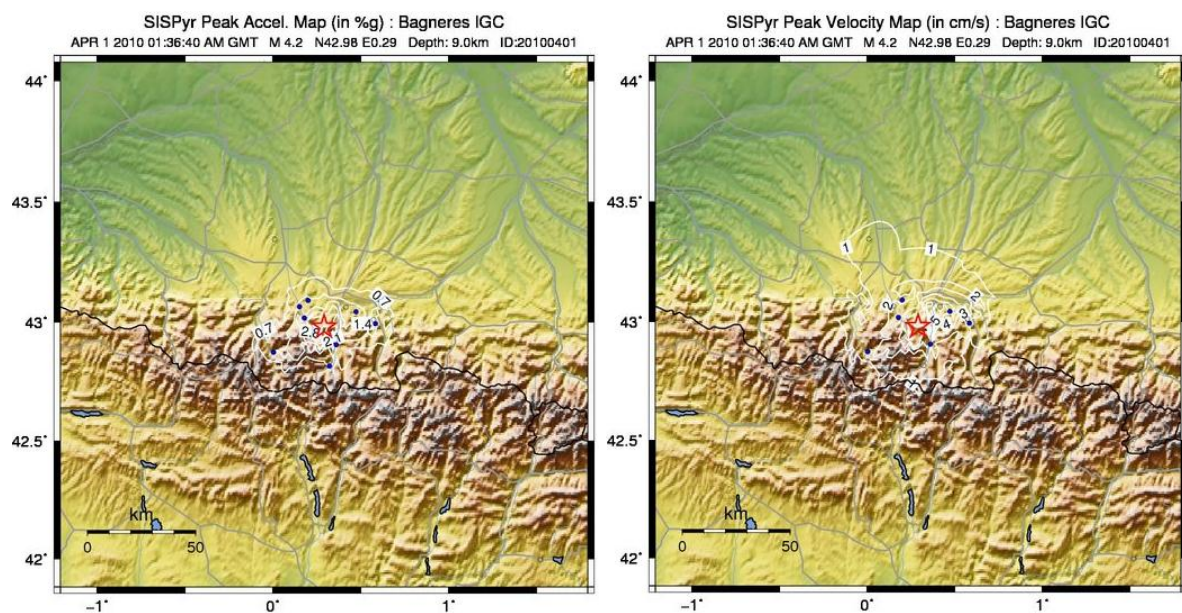 SISPyr Peak Accel. Map (in %g) : Bagneres IGC
APR 1 2010 01:36:40 AM GMT M 4.2 N42.98 E0.29 Depth: 9.0km ID:20100401
44°
43.5°
43°
42.5°
42°
0.7
0.7
1.4
2.1
km
0 50
−1° 0° 1°
SISPyr Peak Velocity Map (in cm/s) : Bagneres IGC
APR 1 2010 01:36:40 AM GMT M 4.2 N42.98 E0.29 Depth: 9.0km ID:20100401
44°
43.5°
43°
42.5°
42°
1
1
2
2
3
5
4
km
0 50
−1° 0° 1°